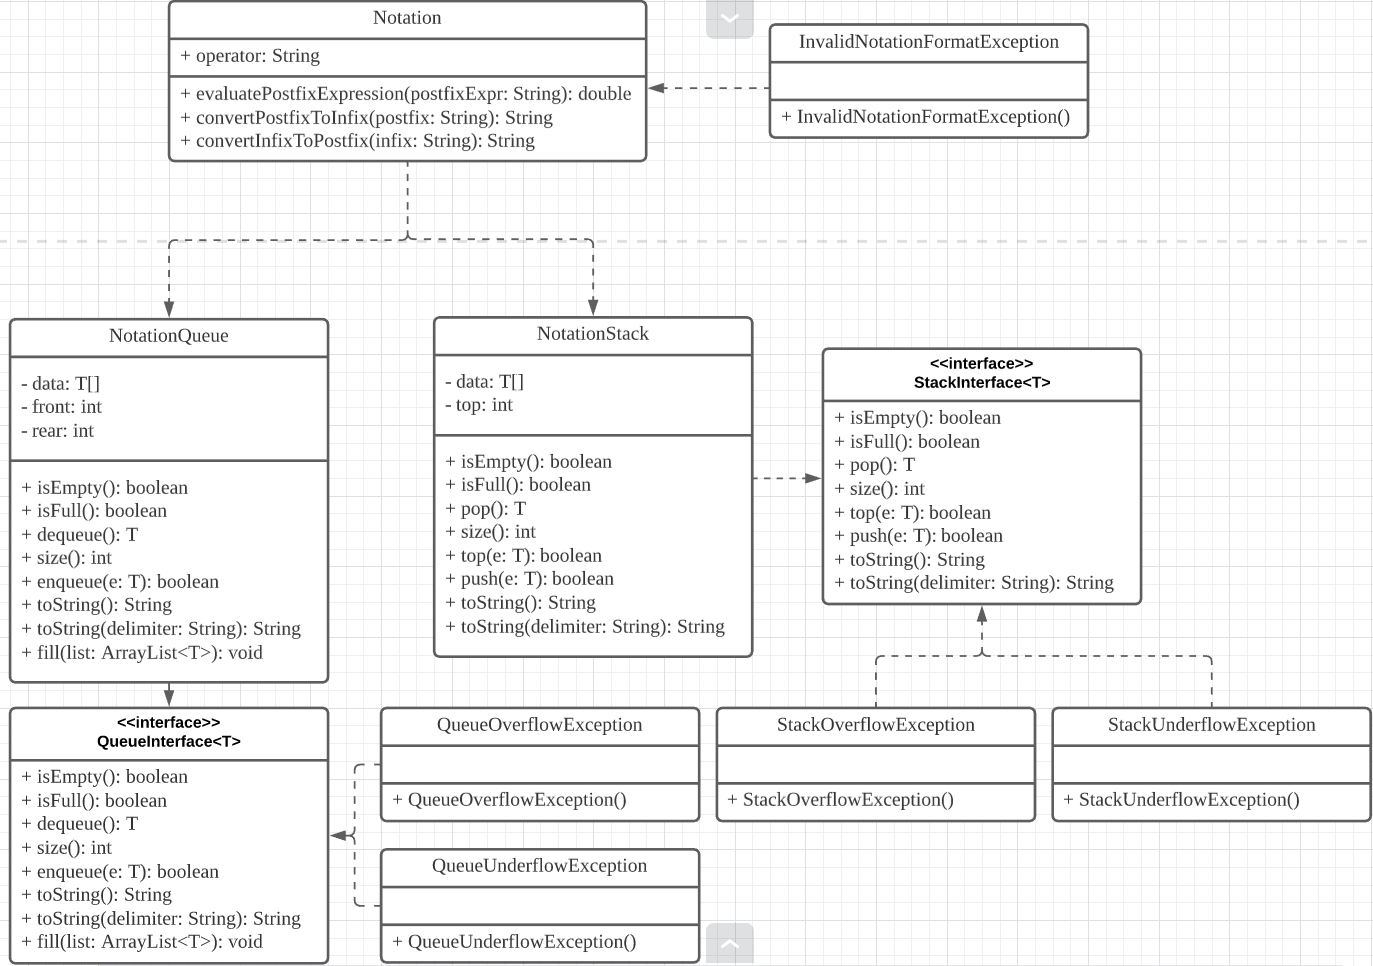 Notation
+ operator: String
+ evaluatePostfixExpression(postfixExpr: String): double
+ convertPostfixToInfix(postfix: String): String
+ convertInfixToPostfix(infix: String): String
InvalidNotationFormatException
+ InvalidNotationFormatException()
NotationQueue
- data: T[]
- front: int
- rear: int
+ isEmpty(): boolean
+ isFull(): boolean
+ dequeue(): T
+ size(): int
+ enqueue(e: T): boolean
+ toString(): String
+ toString(delimiter: String): String
+ fill(list: ArrayList<T>): void
NotationStack
- data: T[]
- top: int
+ isEmpty(): boolean
+ isFull(): boolean
+ pop(): T
+ size(): int
+ top(e: T): boolean
+ push(e: T): boolean
+ toString(): String
+ toString(delimiter: String): String
<<interface>>
StackInterface<T>
+ isEmpty(): boolean
+ isFull(): boolean
+ pop(): T
+ size(): int
+ top(e: T): boolean
+ push(e: T): boolean
+ toString(): String
+ toString(delimiter: String): String
<<interface>>
QueueInterface<T>
+ isEmpty(): boolean
+ isFull(): boolean
+ dequeue(): T
+ size(): int
+ enqueue(e: T): boolean
+ toString(): String
+ toString(delimiter: String): String
+ fill(list: ArrayList<T>): void
QueueOverflowException
+ QueueOverflowException()
QueueUnderflowException
+ QueueUnderflowException()
StackOverflowException
+ StackOverflowException()
StackUnderflowException
+ StackUnderflowException()